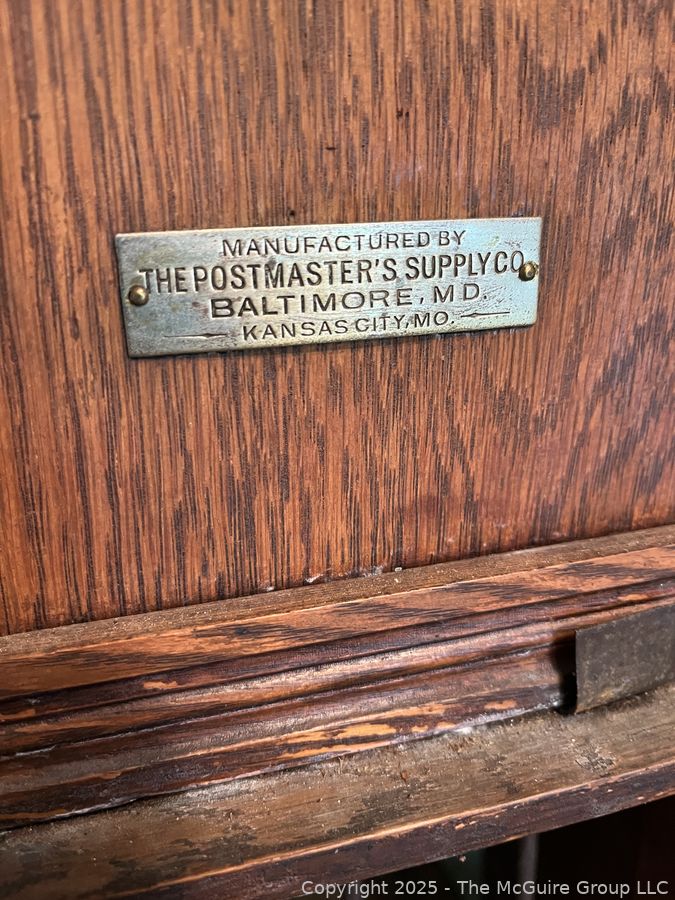 MANUFACTURED BY
THE POSTMASTER'S SUPPLY CO.
BALTIMORE, MD.
KANSAS CITY, MO.
Copyright 2025 - The McGuire Group LLC